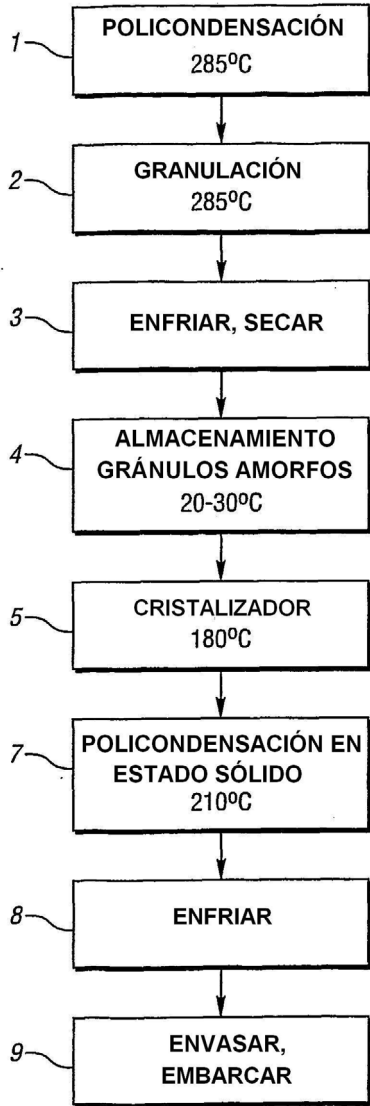 1
POLICONDENSACIÓN
285ºC
2
GRANULACIÓN
285ºC
3
ENFRIAR, SECAR
4
ALMACENAMIENTO
GRÁNULOS AMORFOS
20-30ºC
5
CRISTALIZADOR
180ºC
7
POLICONDENSACIÓN EN
ESTADO SÓLIDO
210ºC
8
ENFRIAR
9
ENVASAR,
EMBARCAR